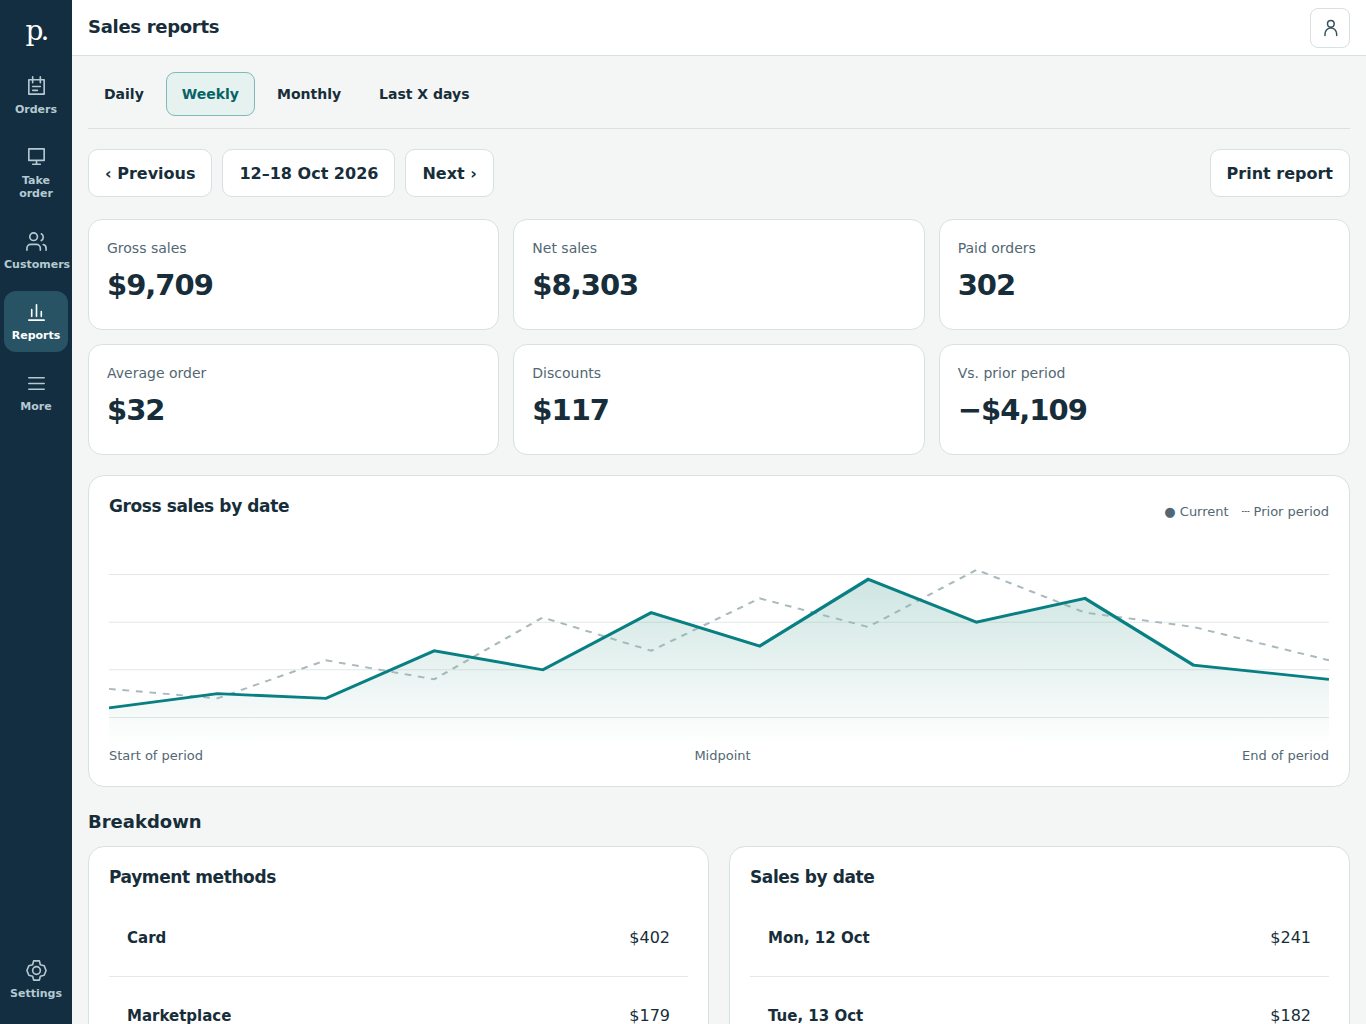 p.
Sales reports
Orders
Take
order
Customers
Reports
More
Settings
Daily
Weekly
Monthly
Last X days
‹ Previous
12–18 Oct 2026
Next ›
Print report
Gross sales
$9,709
Net sales
$8,303
Paid orders
302
Average order
$32
Discounts
$117
Vs. prior period
−$4,109
Gross sales by date
Current
Prior period
Start of period
Midpoint
End of period
Breakdown
Payment methods
Card
$402
Marketplace
$179
Sales by date
Mon, 12 Oct
$241
Tue, 13 Oct
$182